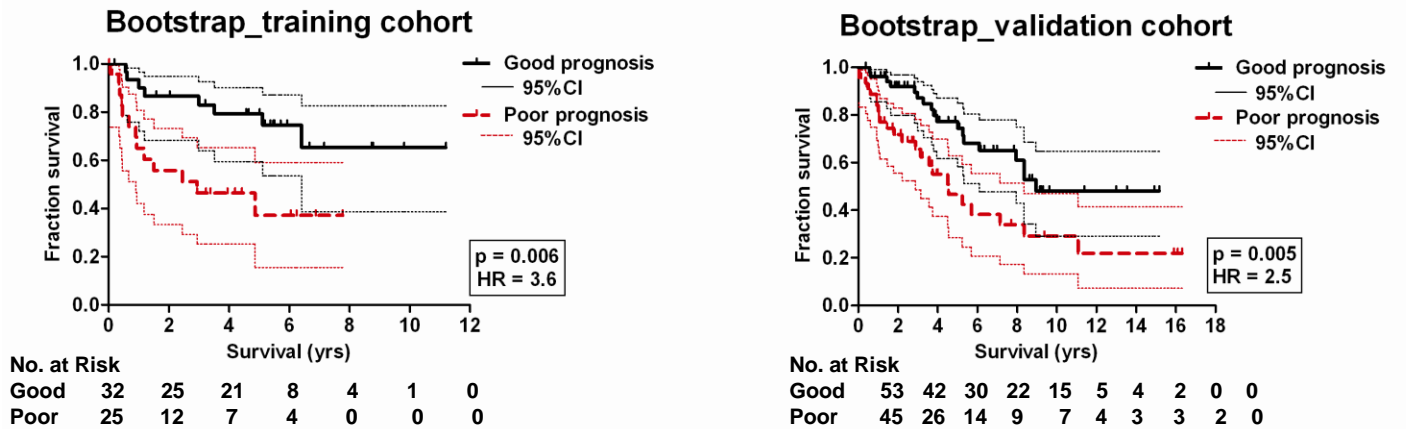 Bootstrap_training cohort
1.0
0.8
0.6
0.4
0.2
0.0
Fraction survival
0 2 4 6 8 10 12
Survival (yrs)
Good prognosis
95%CI
Poor prognosis
95%CI
p = 0.006
HR = 3.6
No. at Risk
Good 32 25 21 8 4 1 0
Poor 25 12 7 4 0 0 0
Bootstrap_validation cohort
1.0
0.8
0.6
0.4
0.2
0.0
Fraction survival
0 2 4 6 8 10 12 14 16 18
Survival (yrs)
Good prognosis
95%CI
Poor prognosis
95%CI
p = 0.005
HR = 2.5
No. at Risk
Good 53 42 30 22 15 5 4 2 0 0
Poor 45 26 14 9 7 4 3 3 2 0